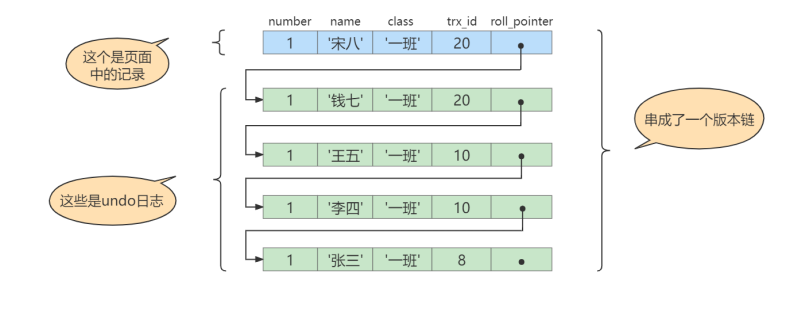 number name class trx_id roll_pointer
1 '宋八' '一班' 20
这个是页面
中的记录
1 '钱七' '一班' 20
串成了一个版本链
1 '王五' '一班' 10
这些是undo日志
1 '李四' '一班' 10
1 '张三' '一班' 8